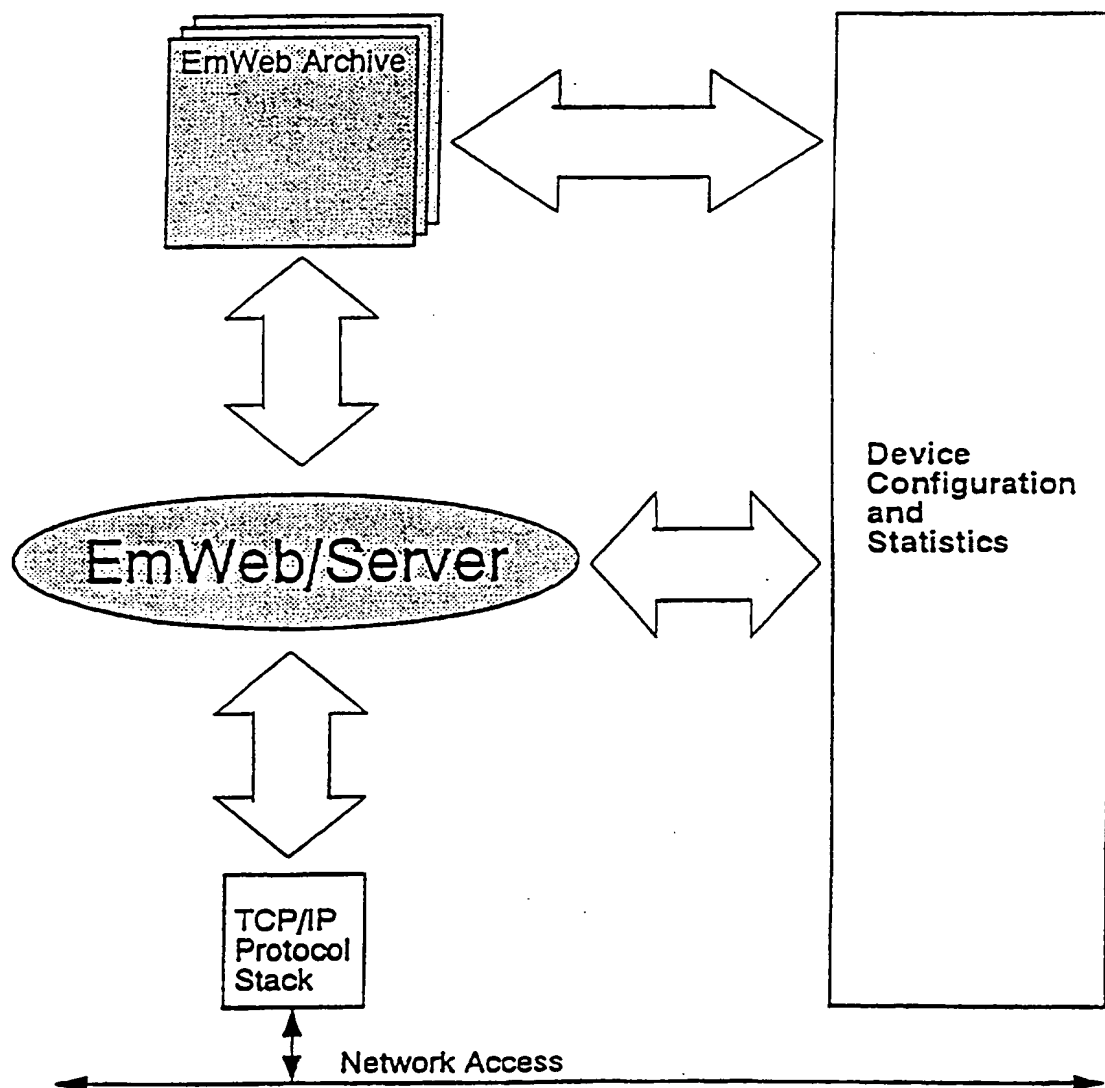 EmWeb Archive
Device
Configuration
and
Statistics
EmWeb/Server
TCP/IP
Protocol
Stack
Network Access